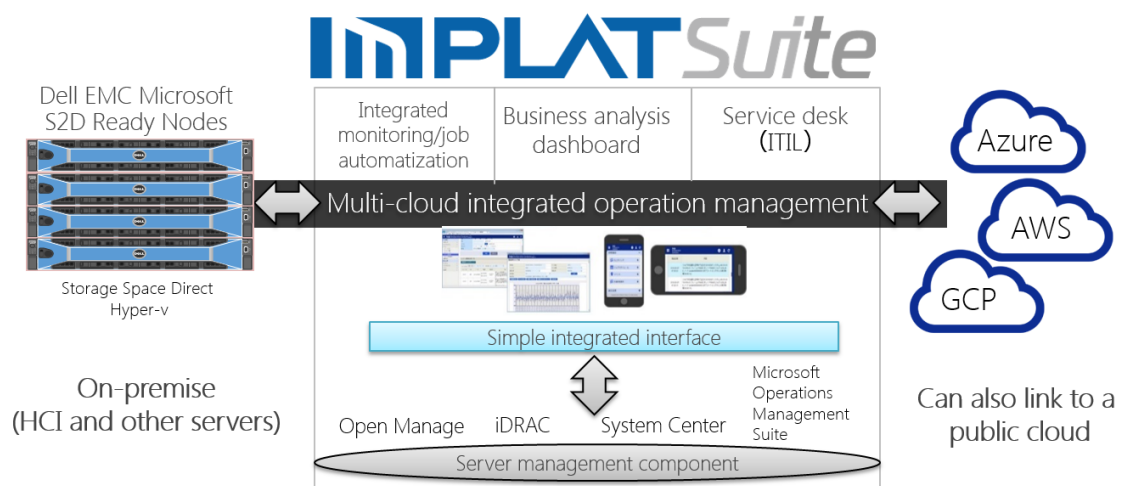 IMPLAT Suite
Dell EMC Microsoft
S2D Ready Nodes
Storage Space Direct
Hyper-v
On-premise
(HCI and other servers)
Integrated
monitoring/job
automatization
Business analysis
dashboard
Service desk
(ITIL)
Multi-cloud integrated operation management
Simple integrated interface
Open Manage
iDRAC
System Center
Microsoft
Operations
Management
Suite
Server management component
Azure
AWS
GCP
Can also link to a
public cloud